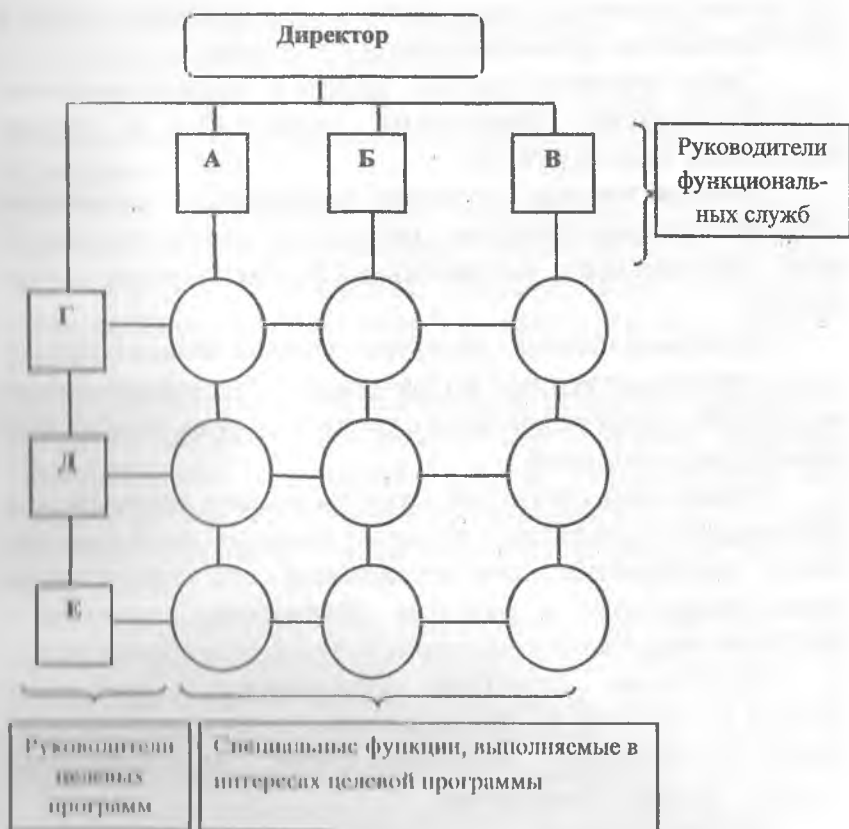 Директор
А
Б
В
Руководители
функциональ-
ных служб
Г
Д
Е
Руководители
целевых
программ
Специальные функции, выполняемые в
интересах целевой программы